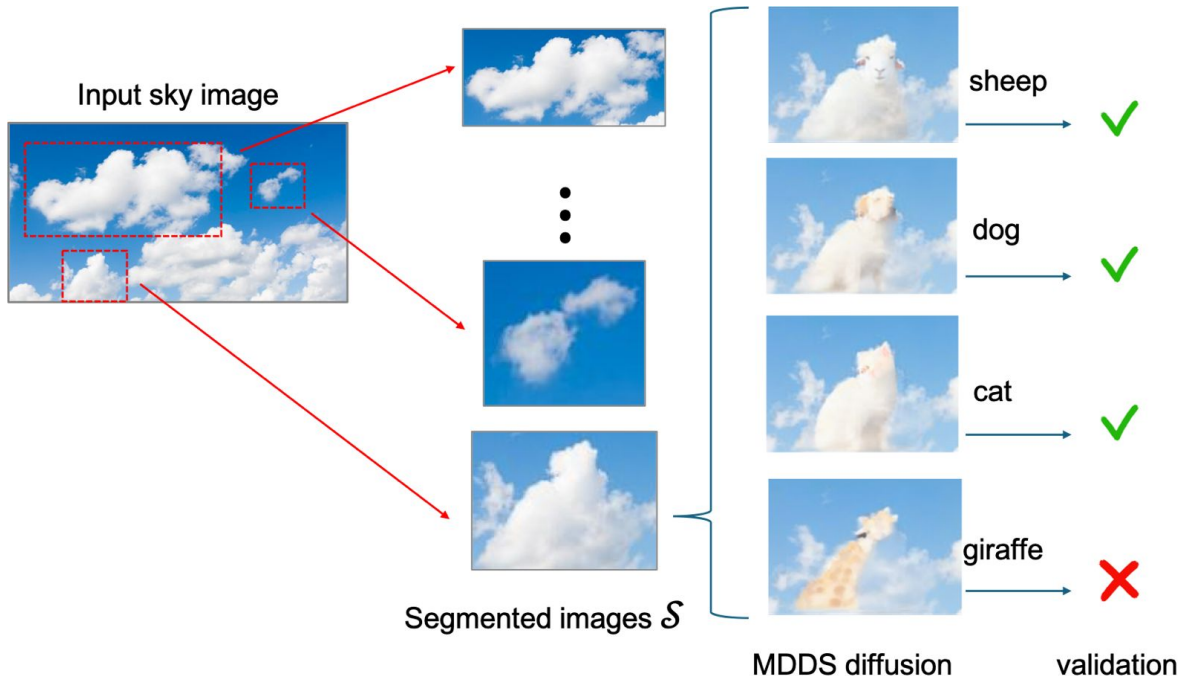 Input sky image
sheep
dog
cat
giraffe
Segmented images 𝒮
MDDS diffusion
validation